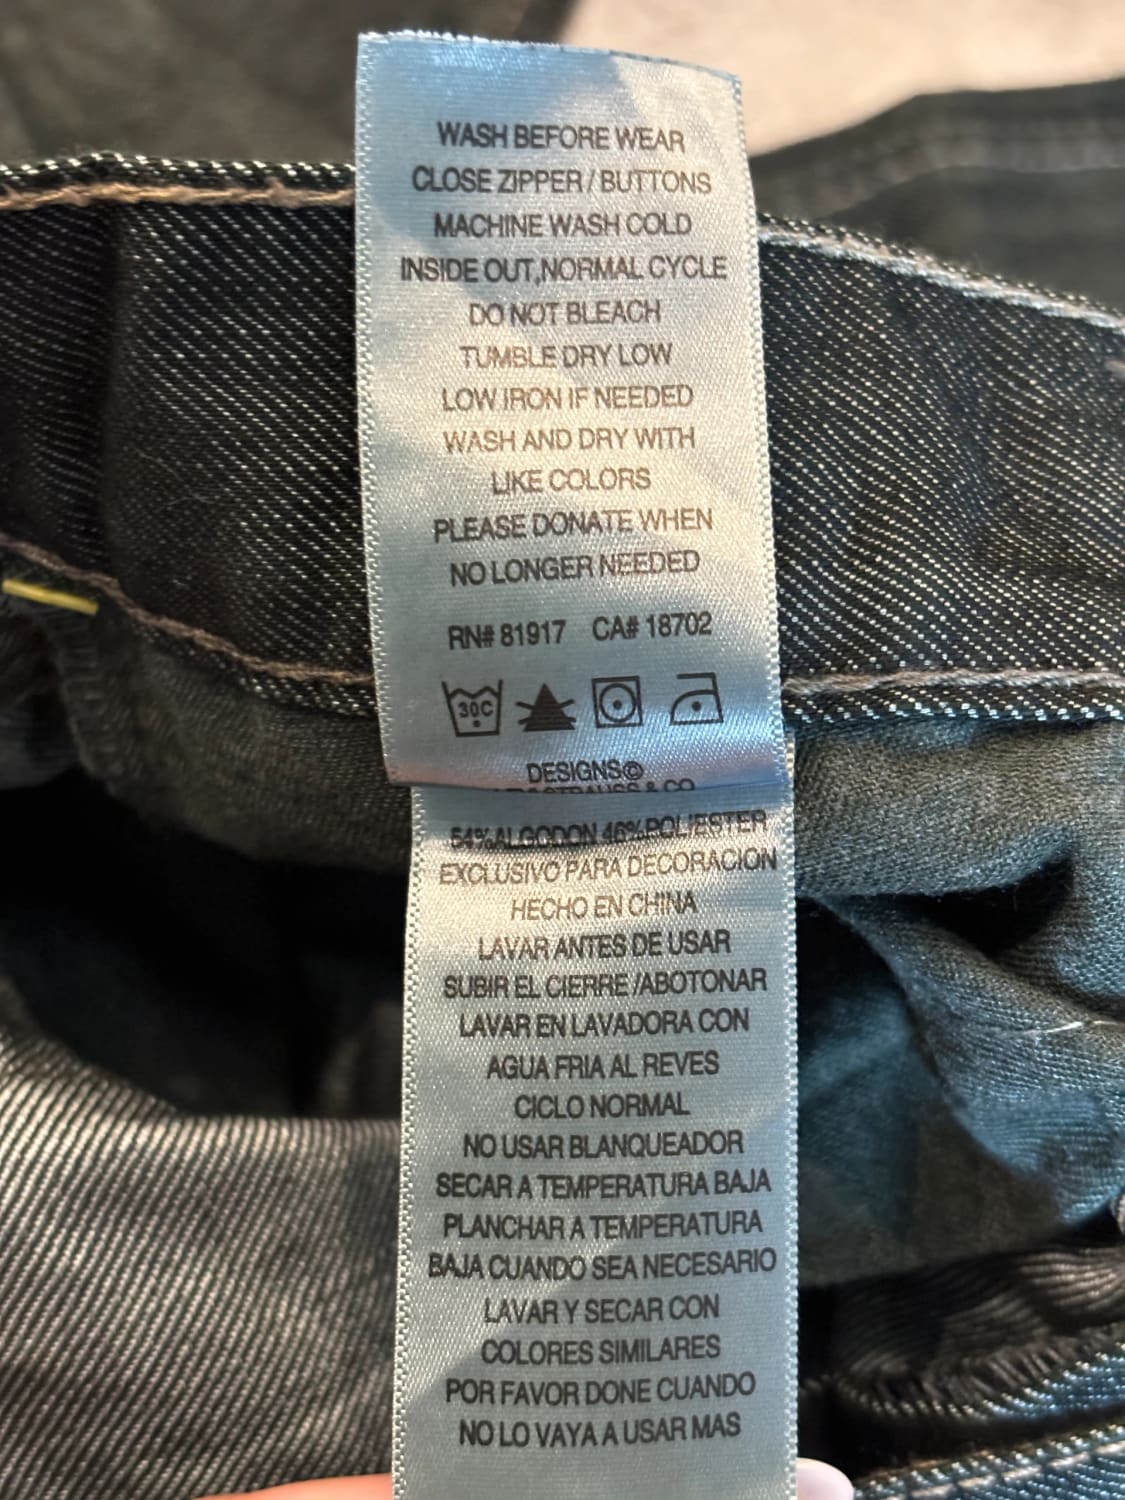 WASH BEFORE WEAR
CLOSE ZIPPER / BUTTONS
MACHINE WASH COLD
INSIDE OUT, NORMAL CYCLE
DO NOT BLEACH
TUMBLE DRY LOW
LOW IRON IF NEEDED
WASH AND DRY WITH
LIKE COLORS
PLEASE DONATE WHEN
NO LONGER NEEDED
RN# 81917 CA# 18702
30C
DESIGNS©
STRAUSS & CO
54%ALGODON 46%POLIESTER
EXCLUSIVO PARA DECORACION
HECHO EN CHINA
LAVAR ANTES DE USAR
SUBIR EL CIERRE /ABOTONAR
LAVAR EN LAVADORA CON
AGUA FRIA AL REVES
CICLO NORMAL
NO USAR BLANQUEADOR
SECAR A TEMPERATURA BAJA
PLANCHAR A TEMPERATURA
BAJA CUANDO SEA NECESARIO
LAVAR Y SECAR CON
COLORES SIMILARES
POR FAVOR DONE CUANDO
NO LO VAYA A USAR MAS